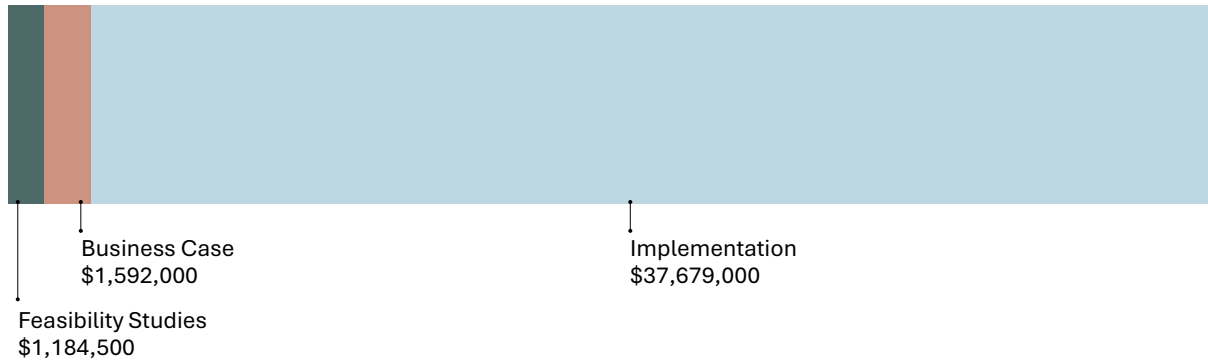 Business Case
$1,592,000
Implementation
$37,679,000
Feasibility Studies
$1,184,500